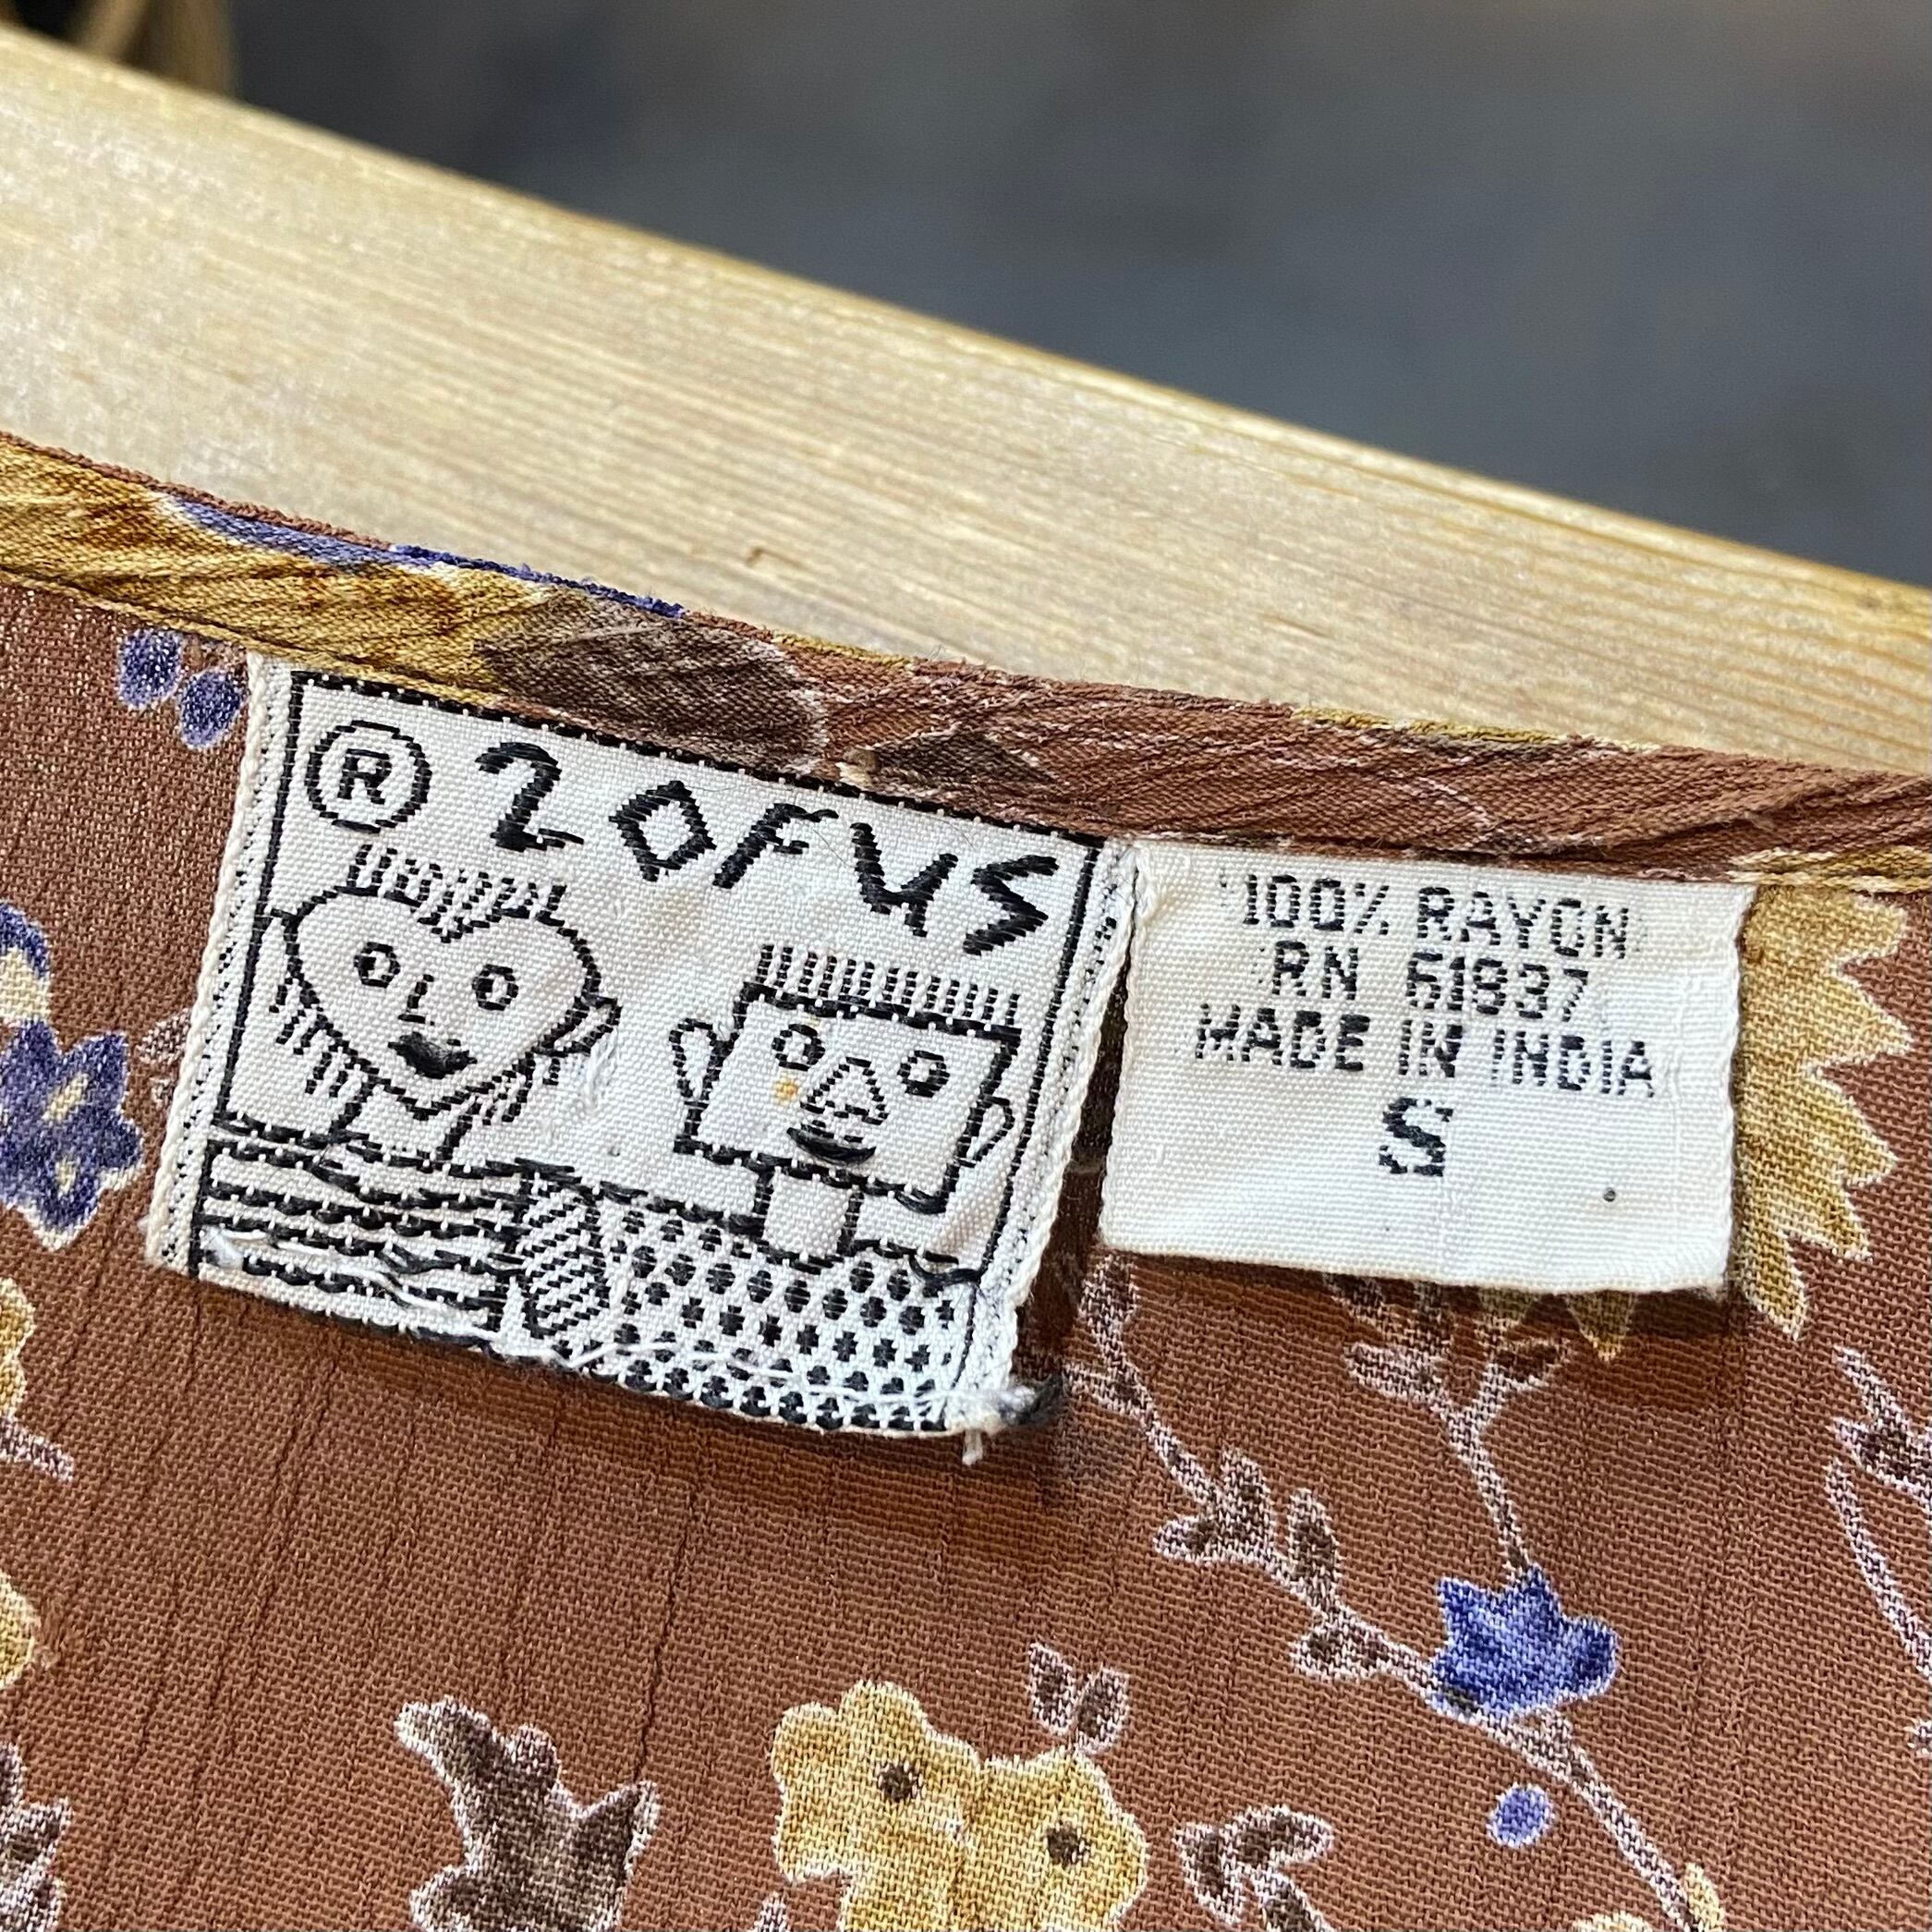 ® 2 OF US
100% RAYON
RN 61937
MADE IN INDIA
S